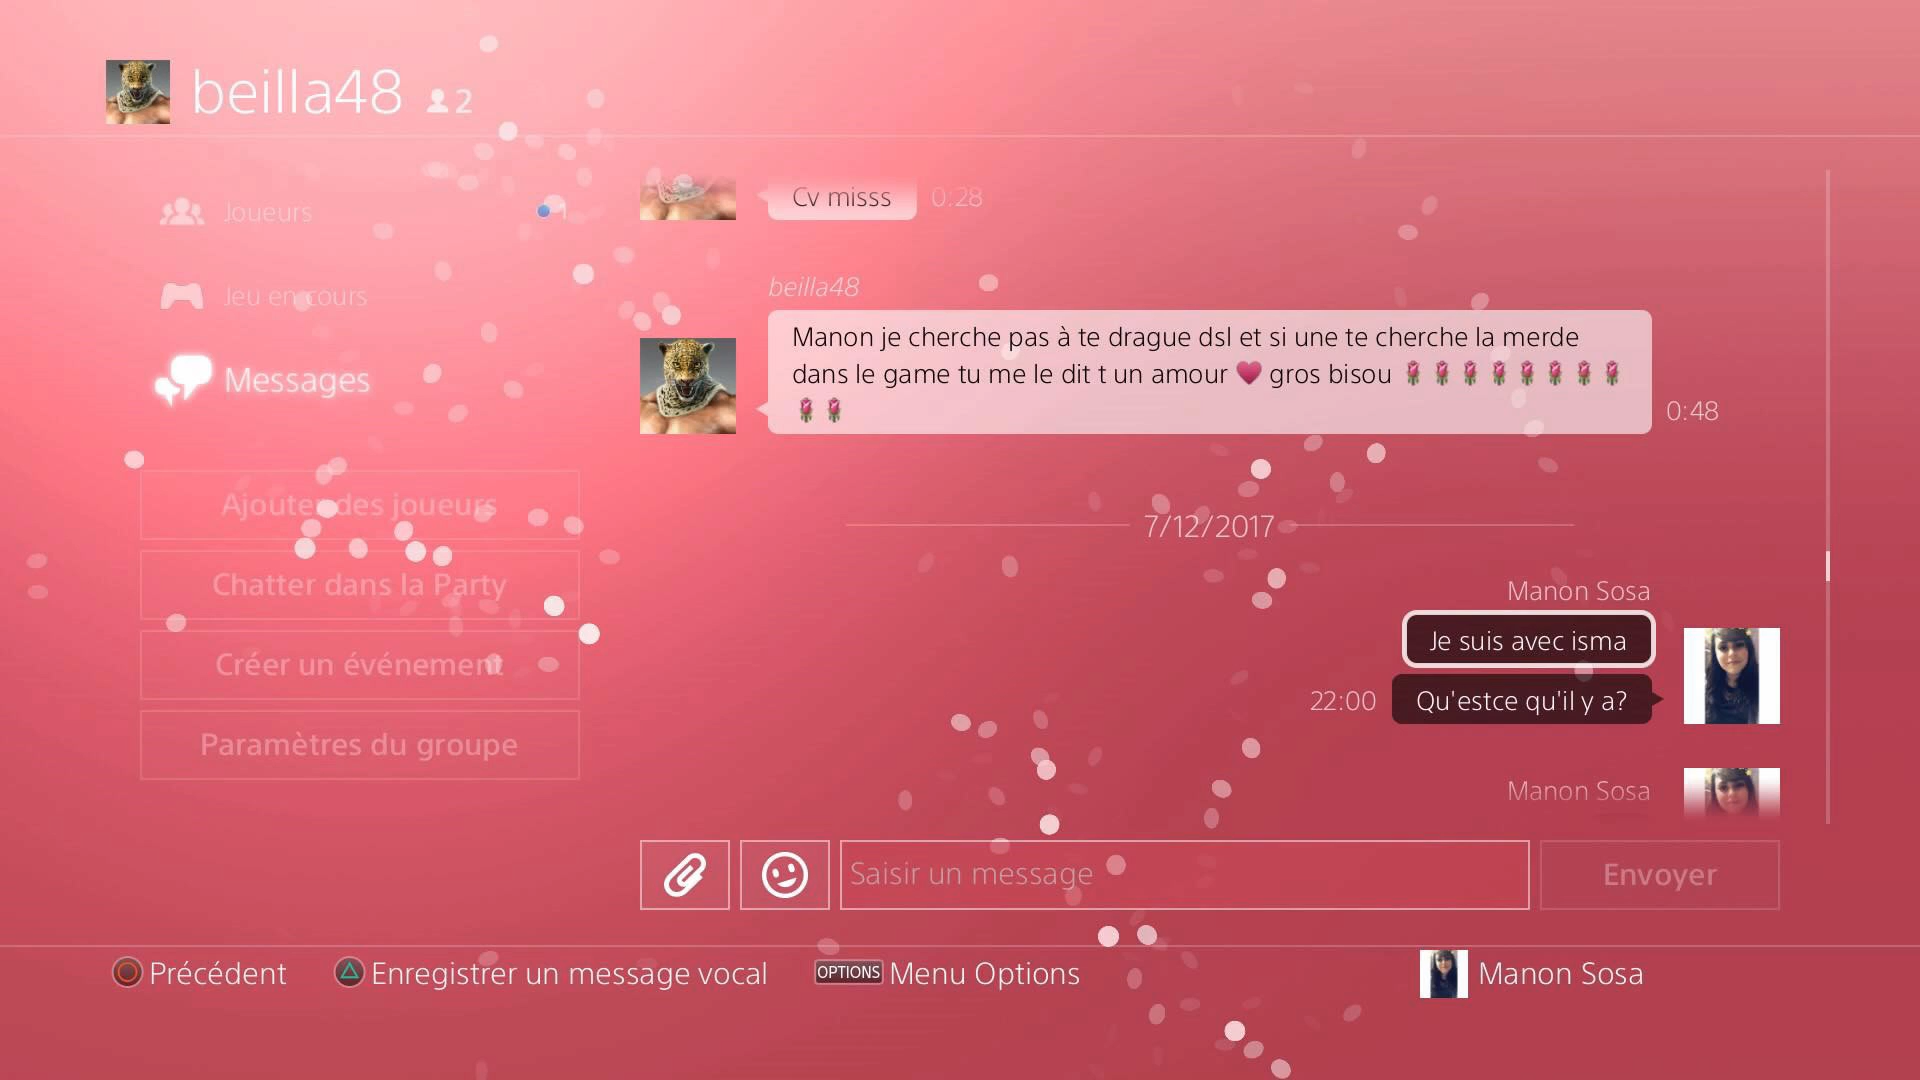 beilla48 2
Joueurs 1
Jeu en cours
Messages
Ajouter des joueurs
Chatter dans la Party
Créer un événement
Paramètres du groupe
Cv misss 0:28
beilla48
Manon je cherche pas à te drague dsl et si une te cherche la merde
dans le game tu me le dit t un amour ♥ gros bisou 🌹🌹🌹🌹🌹🌹🌹🌹
🌹🌹
0:48
7/12/2017
Manon Sosa
Je suis avec isma
22:00 Qu'estce qu'il y a?
Manon Sosa
Saisir un message
Envoyer
Précédent
Enregistrer un message vocal
OPTIONS Menu Options
Manon Sosa